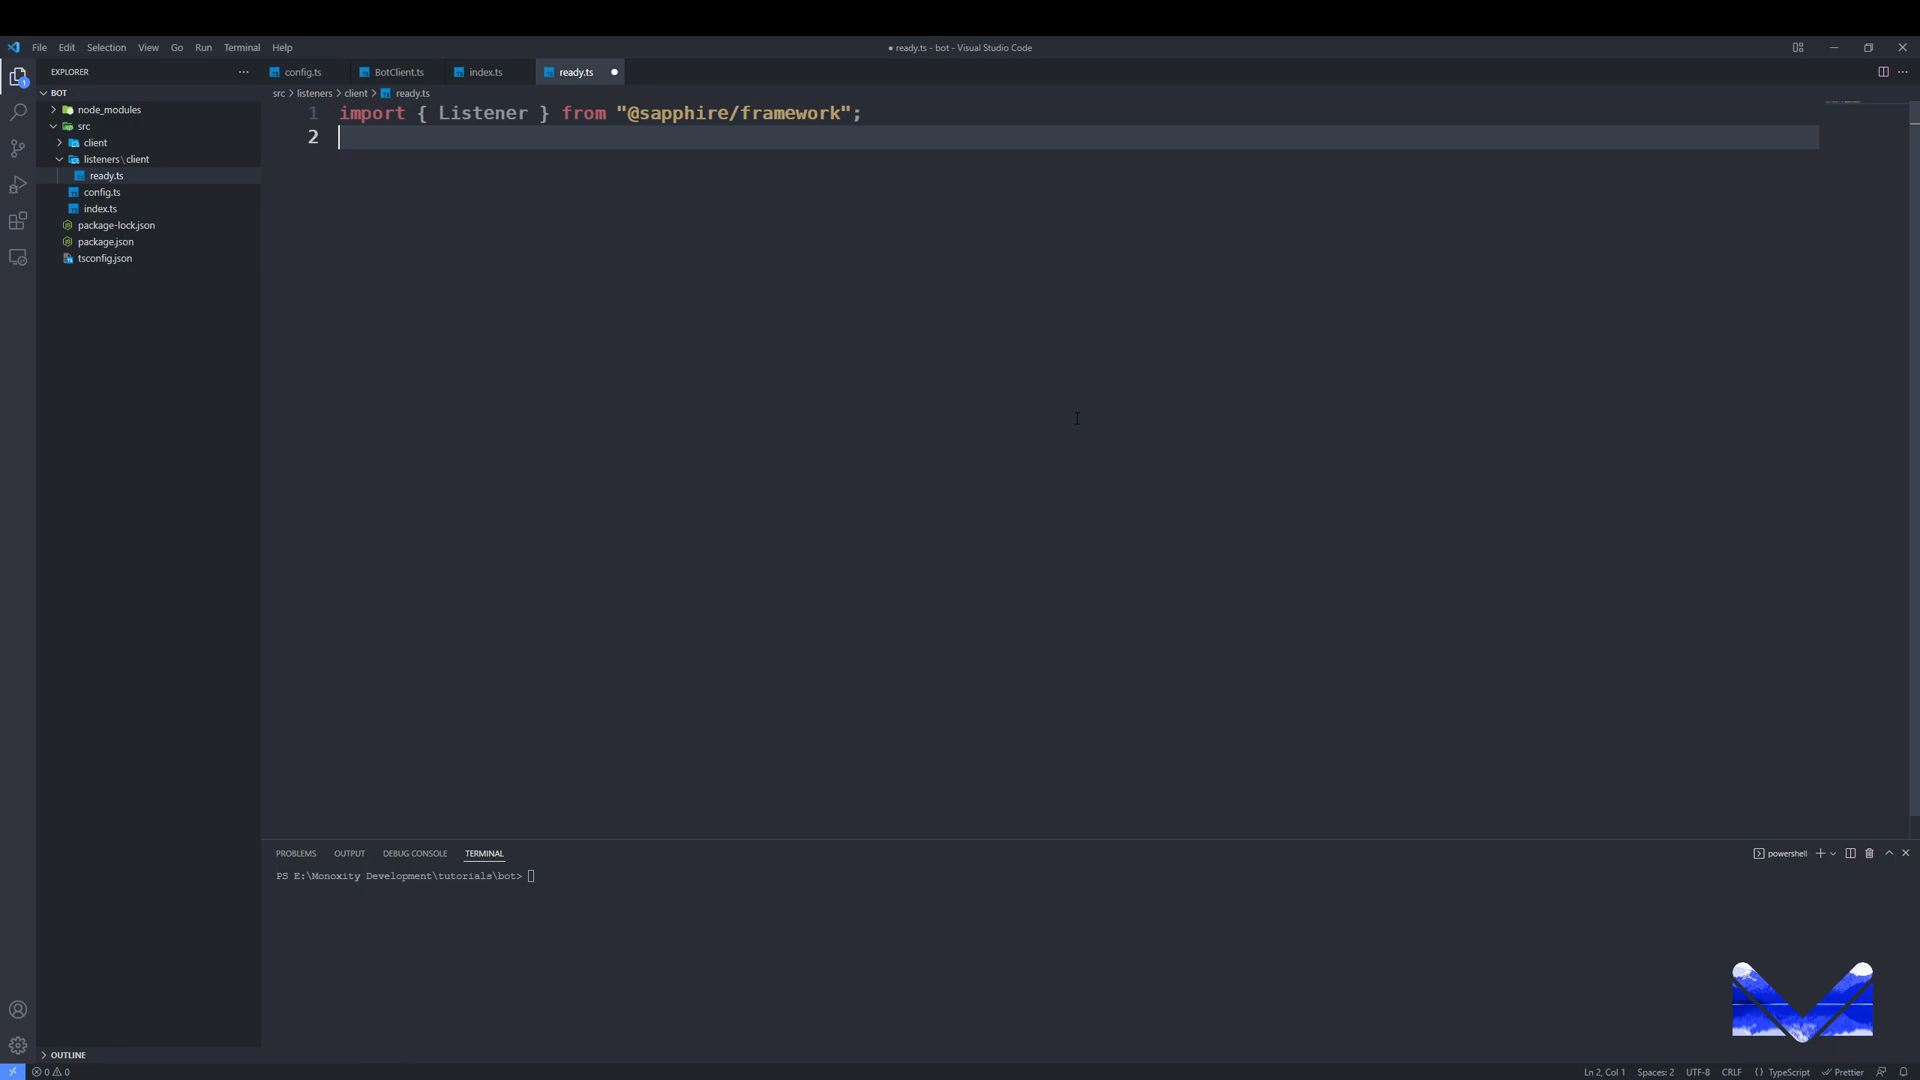 File Edit Selection View Go Run Terminal Help
● ready.ts - bot - Visual Studio Code
EXPLORER
config.ts
BotClient.ts
index.ts
ready.ts
BOT
src > listeners > client > ready.ts
node_modules
src
client
listeners\client
ready.ts
config.ts
index.ts
package-lock.json
package.json
tsconfig.json
1 import { Listener } from "@sapphire/framework";
2
1
PROBLEMS OUTPUT DEBUG CONSOLE TERMINAL
powershell
PS E:\Monoxity Development\tutorials\bot>
OUTLINE
0 0
Ln 2, Col 1 Spaces: 2 UTF-8 CRLF {} TypeScript Prettier